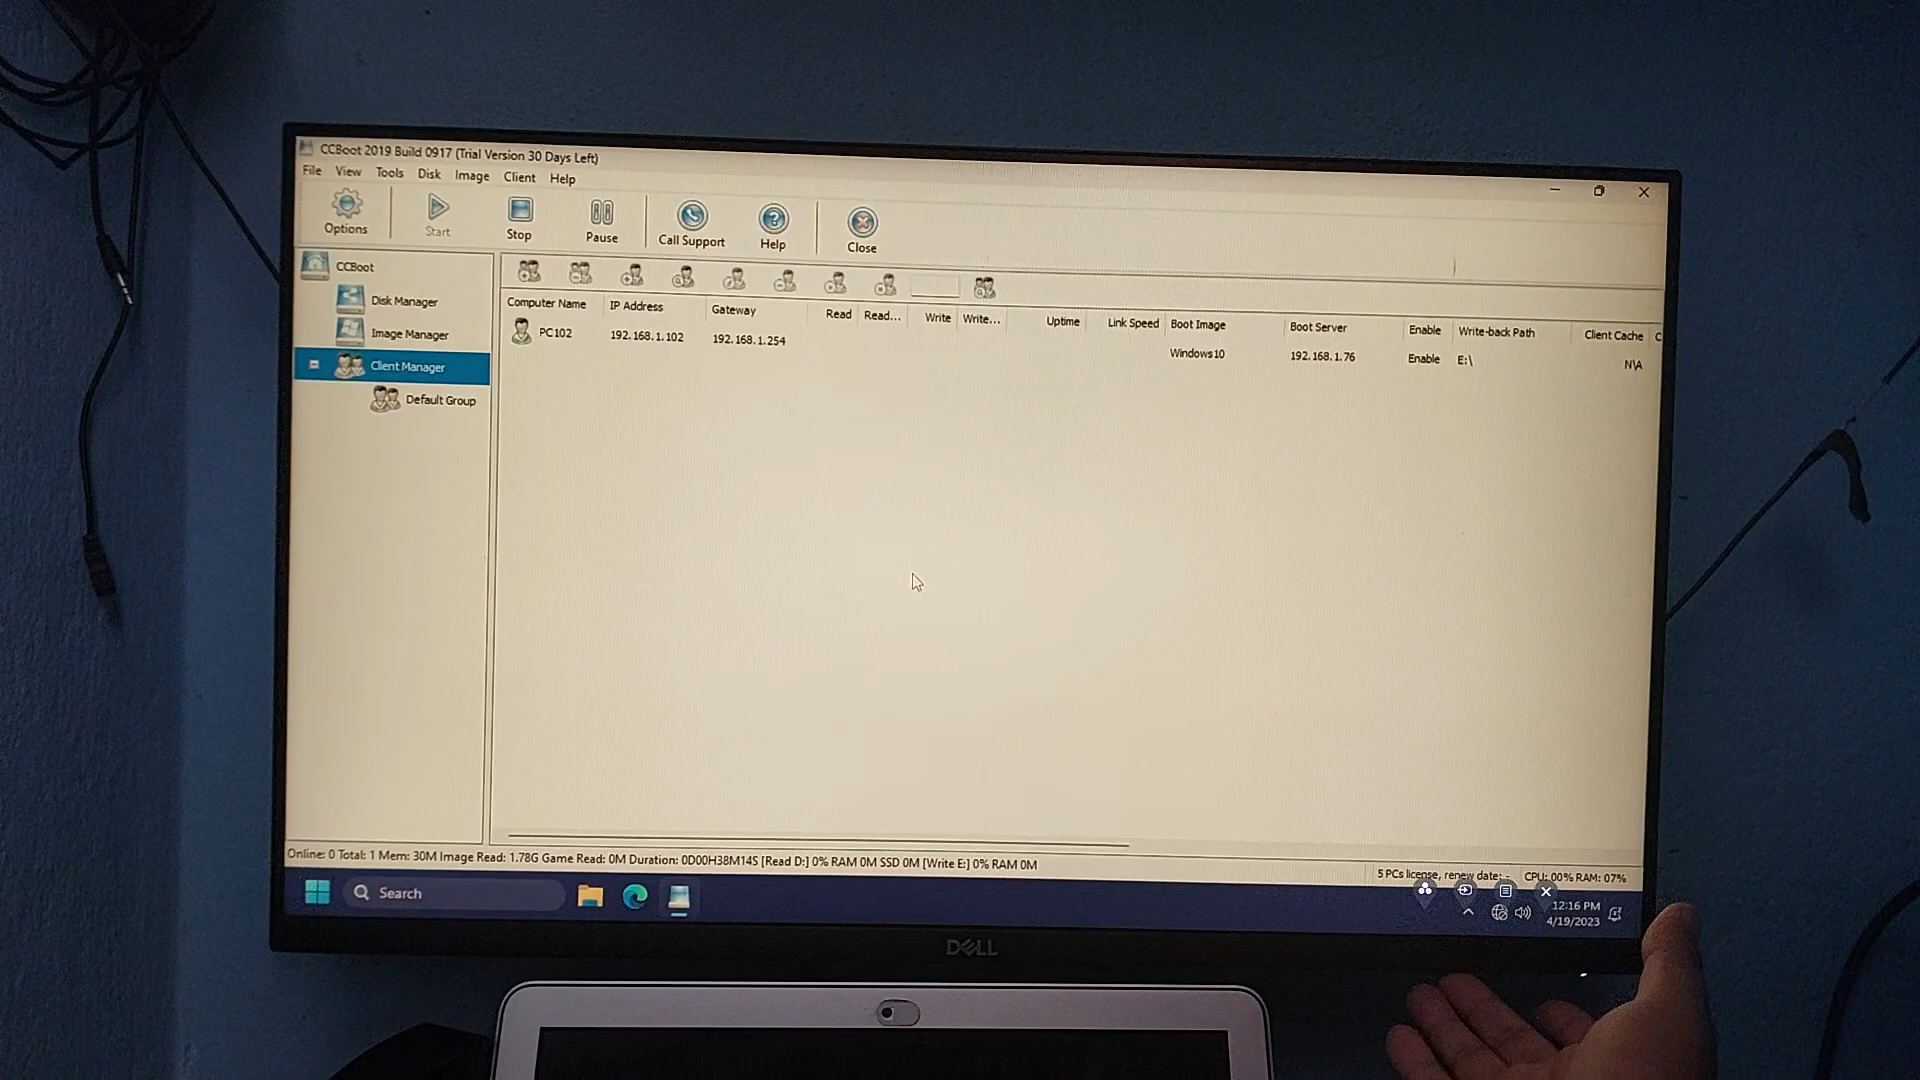 CCBoot 2019 Build 0917 (Trial Version 30 Days Left)
File View Tools Disk Image Client Help
Options Start Stop Pause Call Support Help Close
CCBoot
Disk Manager
Image Manager
Client Manager
Default Group
Computer Name IP Address Gateway Read Read... Write Write... Uptime Link Speed Boot Image Boot Server Enable Write-back Path Client Cache C
PC102 192.168.1.102 192.168.1.254 Windows10 192.168.1.76 Enable E:\ N\A
Online: 0 Total: 1 Mem: 30M Image Read: 1.78G Game Read: 0M Duration: 0D00H38M14S [Read D:] 0% RAM 0M SSD 0M [Write E:] 0% RAM 0M
5 PCs license, renew date: - CPU: 00% RAM: 07%
Search
12:16 PM
4/19/2023
DELL